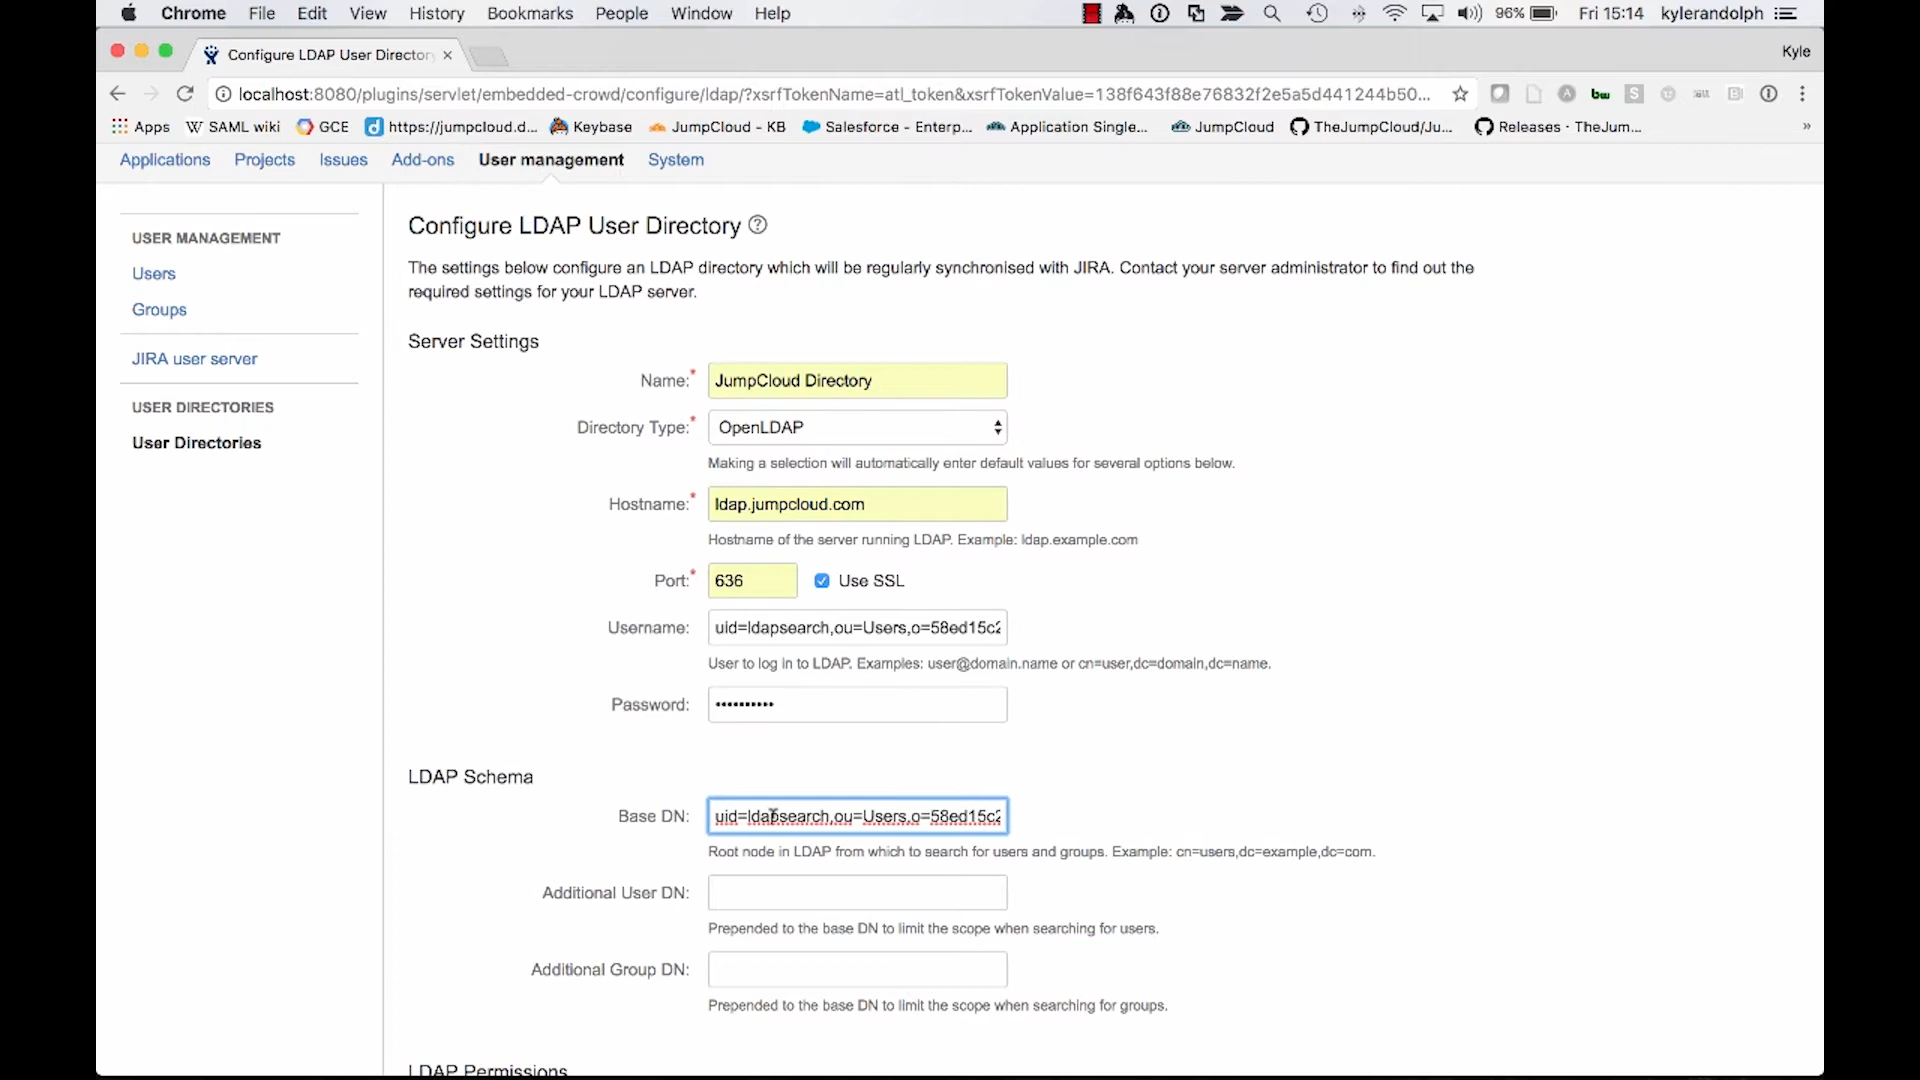 Chrome File Edit View History Bookmarks People Window Help 96% Fri 15:14 kylerandolph
Configure LDAP User Director Kyle
localhost:8080/plugins/servlet/embedded-crowd/configure/ldap/?xsrfTokenName=atl_token&xsrfTokenValue=138f643f88e76832f2e5a5d441244b50...
Apps SAML wiki GCE https://jumpcloud.d... Keybase JumpCloud - KB Salesforce - Enterp... Application Single... JumpCloud TheJumpCloud/Ju... Releases · TheJum... »
Applications Projects Issues Add-ons User management System
USER MANAGEMENT
Users
Groups
JIRA user server
USER DIRECTORIES
User Directories
Configure LDAP User Directory
The settings below configure an LDAP directory which will be regularly synchronised with JIRA. Contact your server administrator to find out the
required settings for your LDAP server.
Server Settings
Name:* JumpCloud Directory
Directory Type:* OpenLDAP
Making a selection will automatically enter default values for several options below.
Hostname:* ldap.jumpcloud.com
Hostname of the server running LDAP. Example: ldap.example.com
Port:* 636 Use SSL
Username: uid=ldapsearch,ou=Users,o=58ed15c2
User to log in to LDAP. Examples: user@domain.name or cn=user,dc=domain,dc=name.
Password: ••••••••••
LDAP Schema
Base DN: uid=ldapsearch,ou=Users,o=58ed15c2
Root node in LDAP from which to search for users and groups. Example: cn=users,dc=example,dc=com.
Additional User DN:
Prepended to the base DN to limit the scope when searching for users.
Additional Group DN:
Prepended to the base DN to limit the scope when searching for groups.
LDAP Permissions